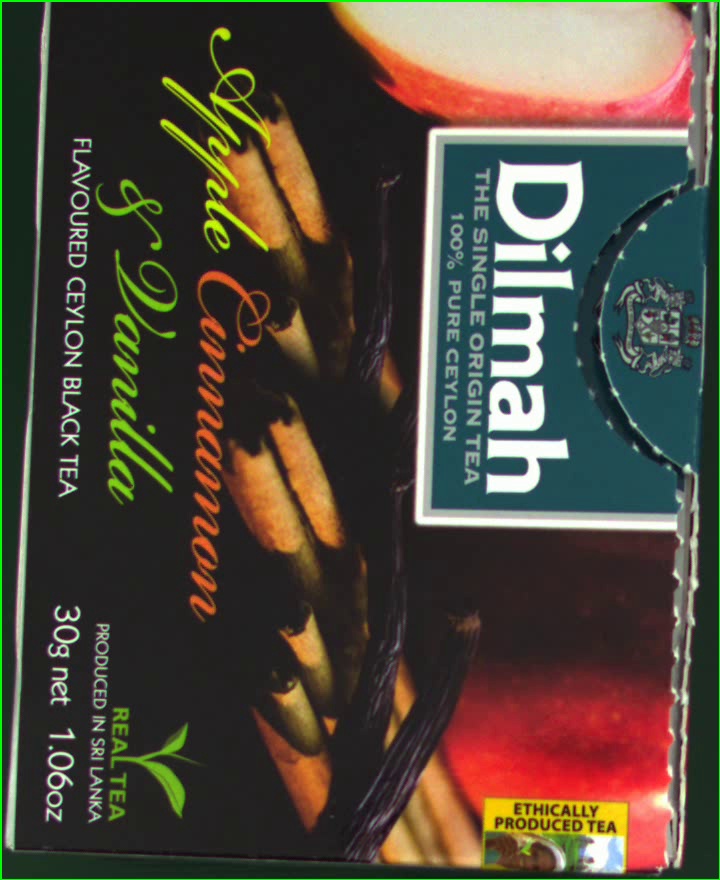 Dilmah
THE SINGLE ORIGIN TEA
100% PURE CEYLON
Apple Cinnamon
& Vanilla
FLAVOURED CEYLON BLACK TEA
ETHICALLY
PRODUCED TEA
REAL TEA
PRODUCED IN SRI LANKA
30g net 1.06oz